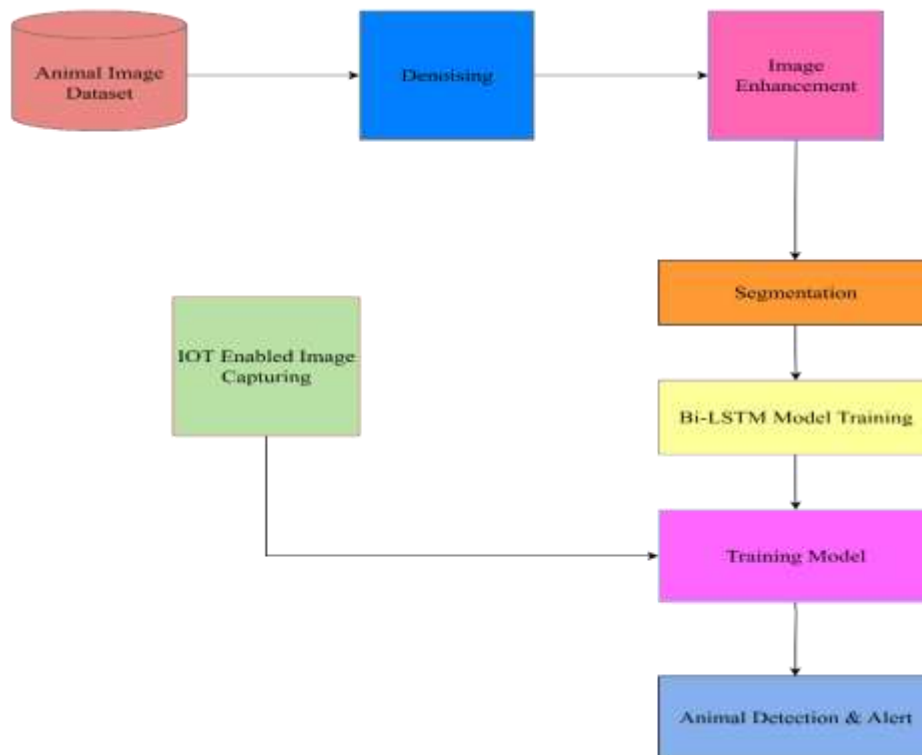 Animal Image
Dataset
Denoising
Image
Enhancement
Segmentation
IOT Enabled Image
Capturing
Bi-LSTM Model Training
Training Model
Animal Detection & Alert